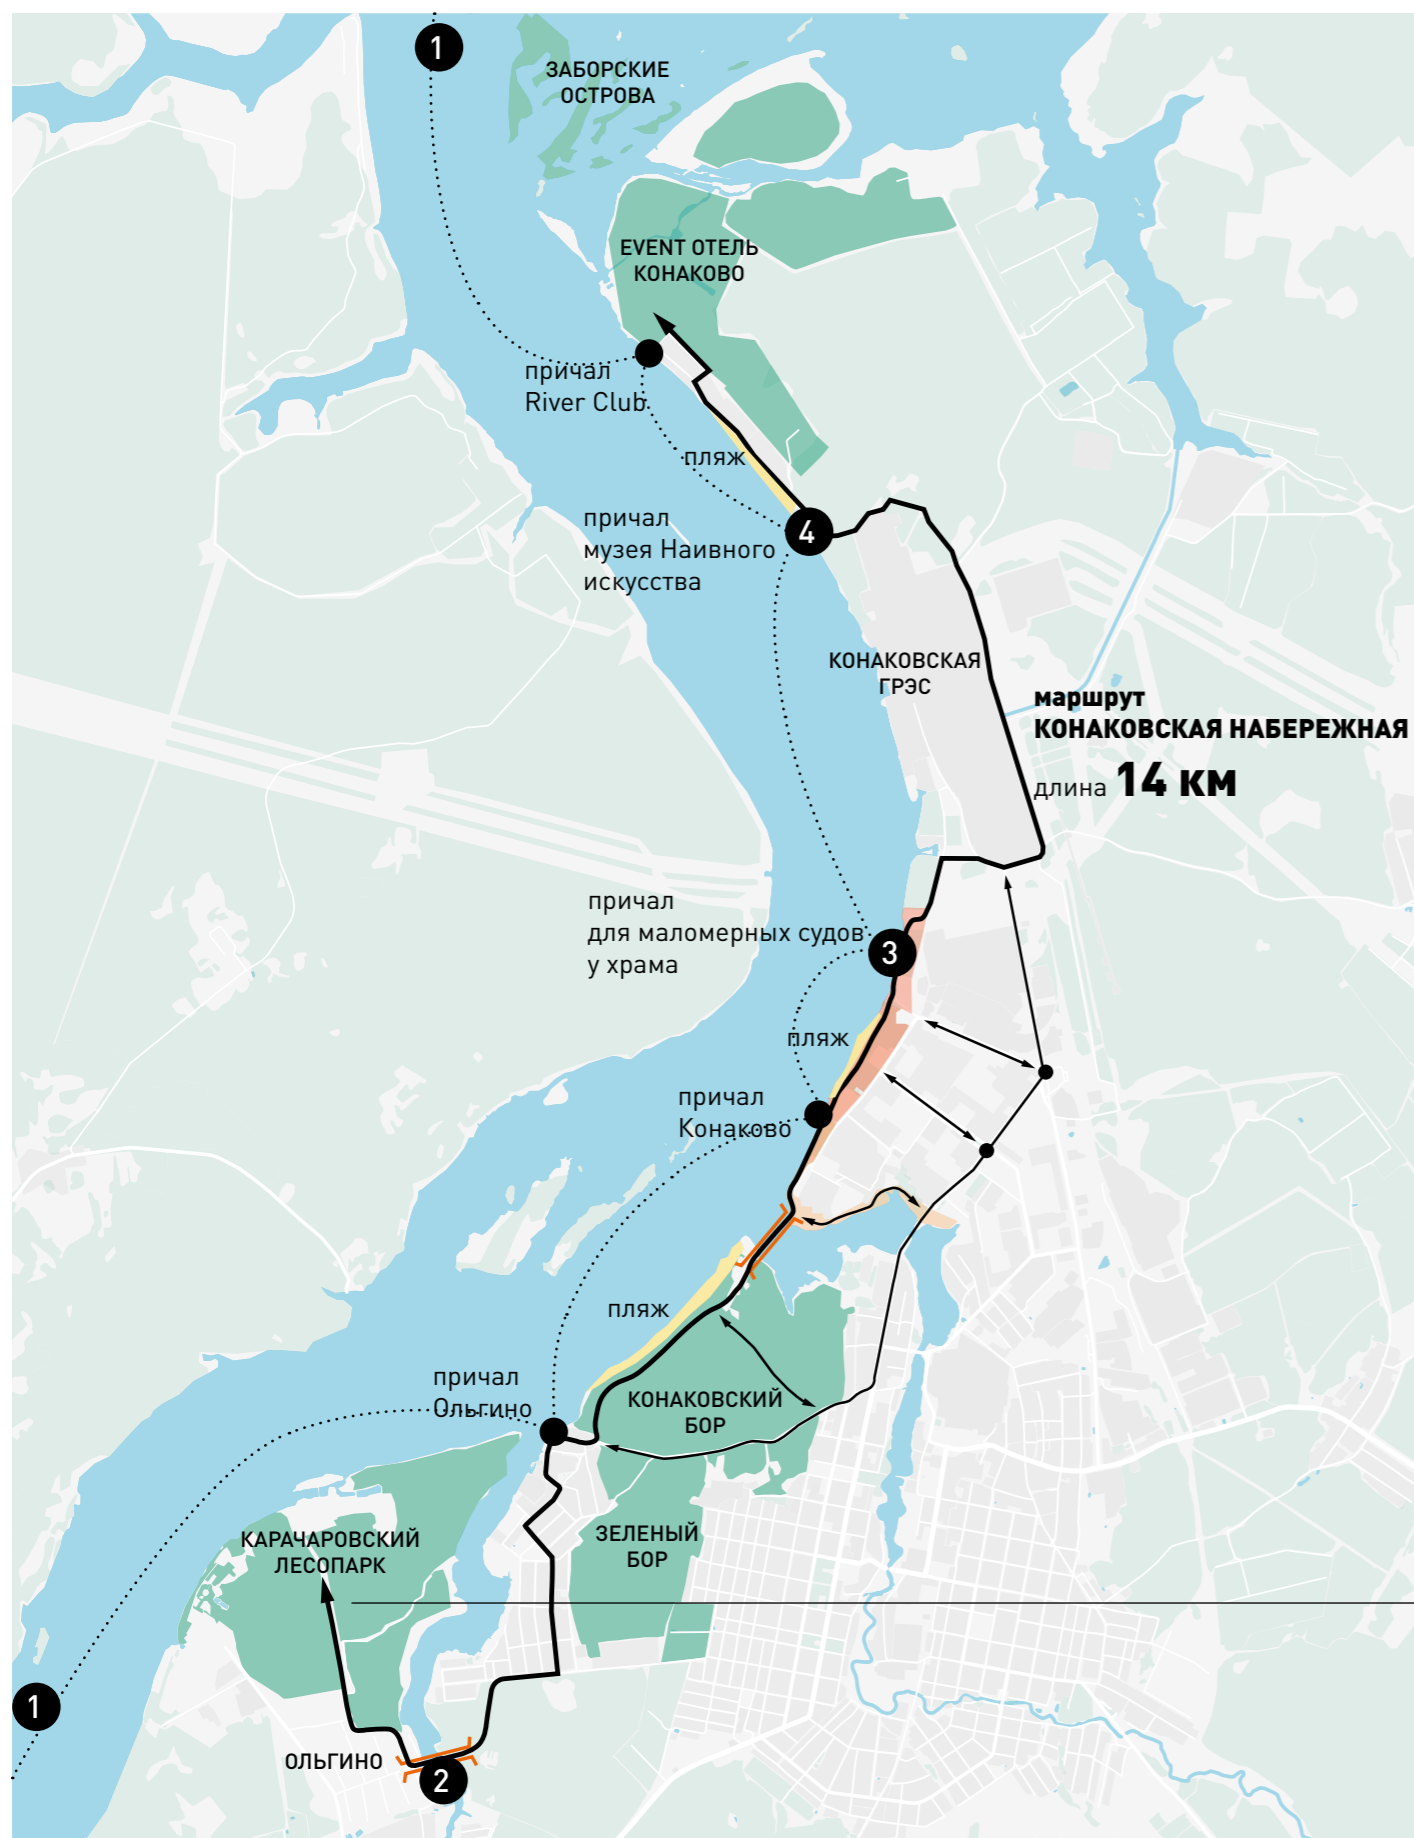 1
ЗАБОРСКИЕ
ОСТРОВА
EVENT ОТЕЛЬ
КОНАКОВО
причал
River Club
пляж
4
причал
музея Наивного
искусства
КОНАКОВСКАЯ
ГРЭС
маршрут
КОНАКОВСКАЯ НАБЕРЕЖНАЯ
длина 14 км
причал
для маломерных судов
у храма
3
пляж
причал
Конаково
пляж
причал
Ольгино
КОНАКОВСКИЙ
БОР
КАРАЧАРОВСКИЙ
ЛЕСОПАРК
ЗЕЛЕНЫЙ
БОР
1
ОЛЬГИНО
2